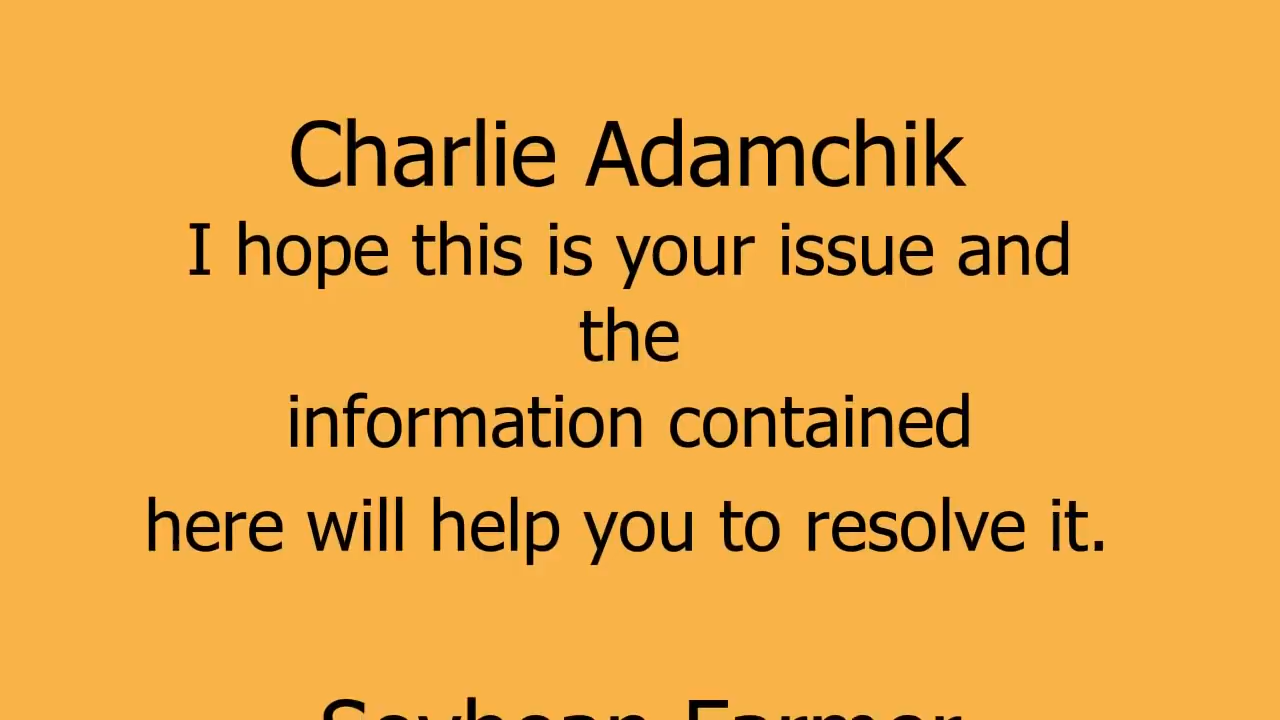 Charlie Adamchik
I hope this is your issue and
the
information contained
here will help you to resolve it.
Soybean Farmer